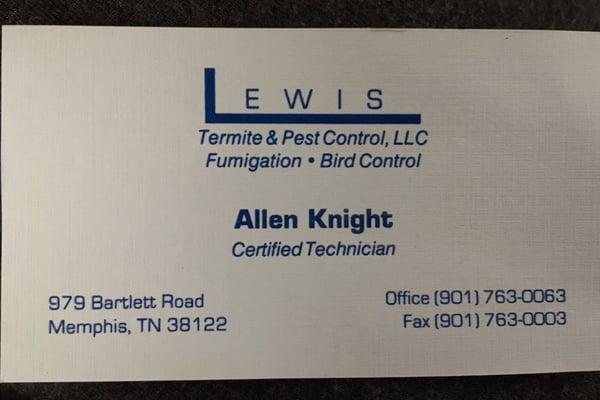 LEWIS
Termite & Pest Control, LLC
Fumigation • Bird Control
Allen Knight
Certified Technician
979 Bartlett Road
Memphis, TN 38122
Office (901) 763-0063
Fax (901) 763-0003